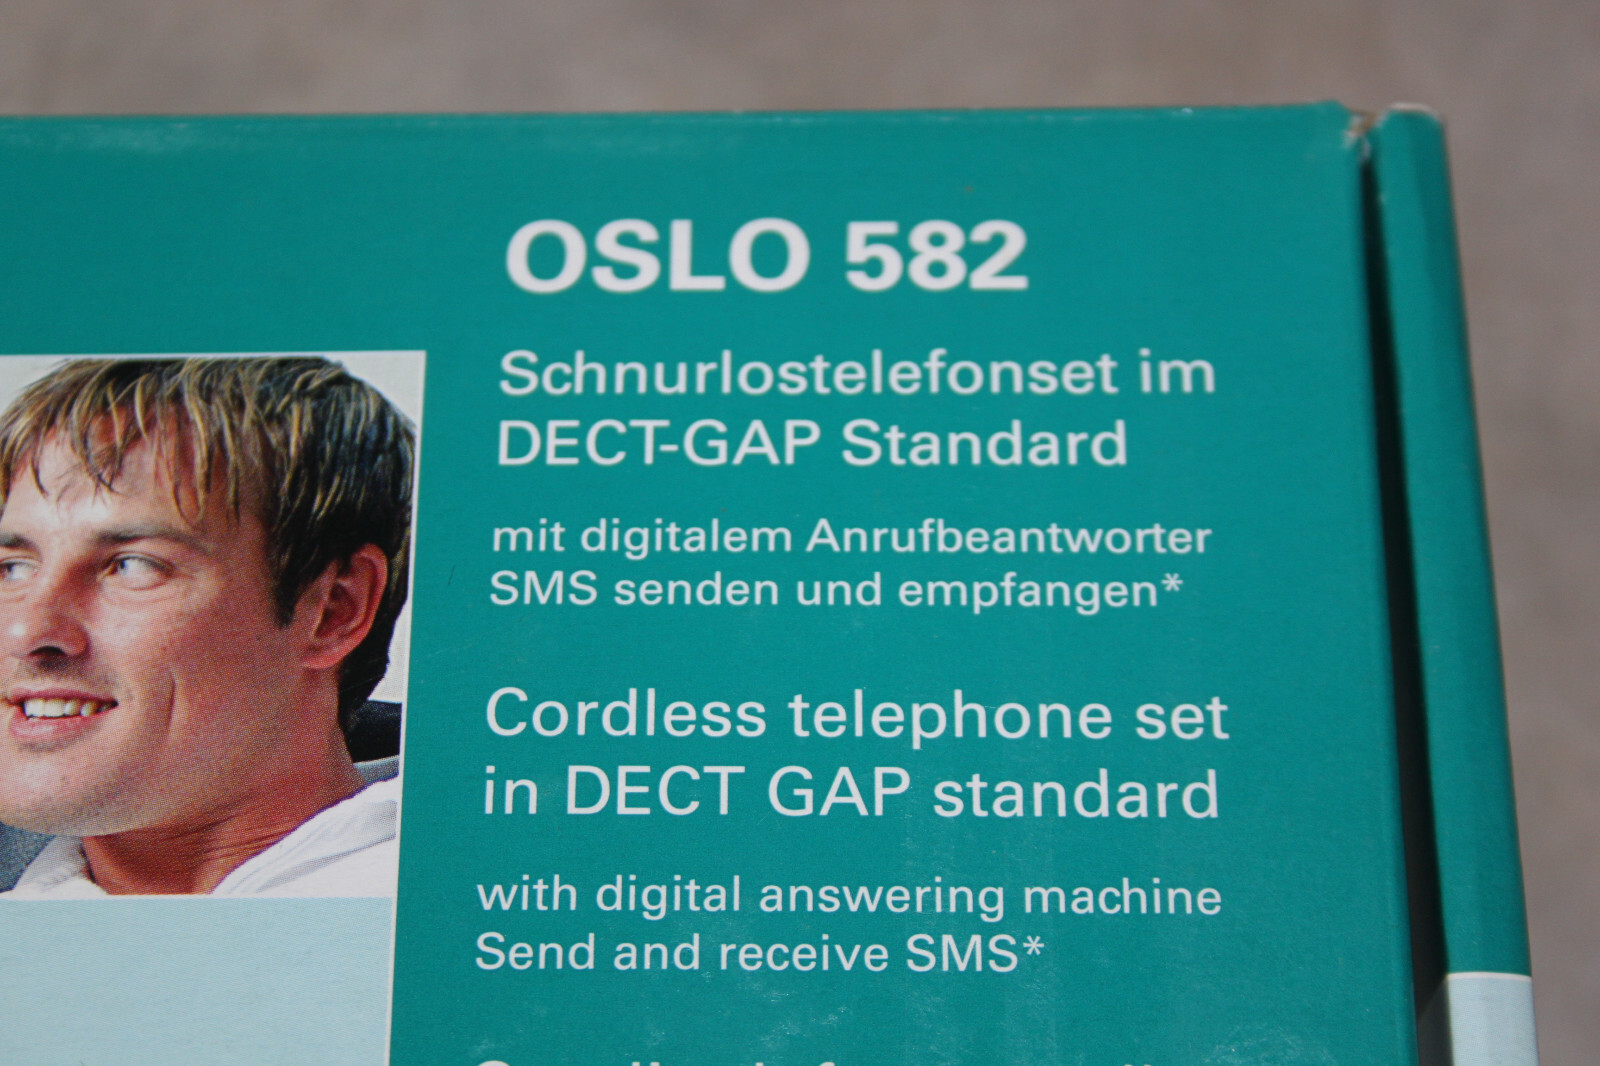 OSLO 582
Schnurlostelefonset im
DECT-GAP Standard
mit digitalem Anrufbeantworter
SMS senden und empfangen*
Cordless telephone set
in DECT GAP standard
with digital answering machine
Send and receive SMS*